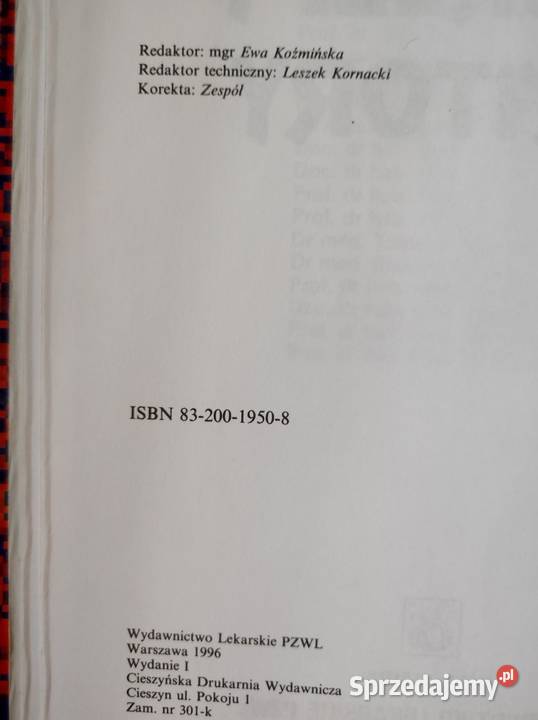 Redaktor: mgr Ewa Koźmińska
Redaktor techniczny: Leszek Kornacki
Korekta: Zespół
ISBN 83-200-1950-8
Wydawnictwo Lekarskie PZWL
Warszawa 1996
Wydanie I
Cieszyńska Drukarnia Wydawnicza
Cieszyn ul. Pokoju 1
Zam. nr 301-k
Sprzedajemy.pl